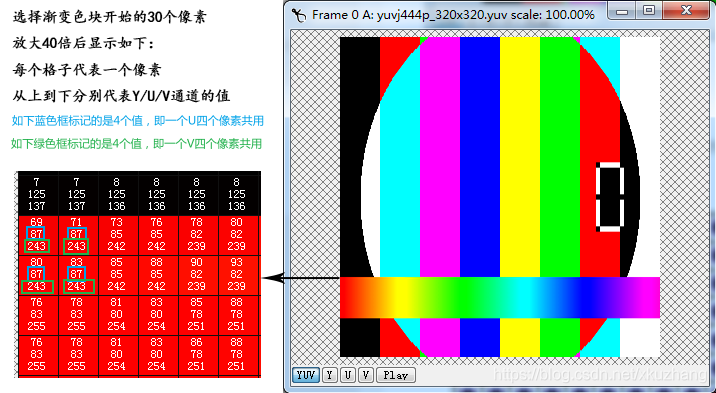 选择渐变色块开始的30个像素
放大40倍后显示如下：
每个格子代表一个像素
从上到下分别代表Y/U/V通道的值
如下蓝色框标记的是4个值，即一个U四个像素共用
如下绿色框标记的是4个值，即一个V四个像素共用
7 7 8 8 8 8
125 125 125 125 125 125
137 137 136 136 136 136
69 71 73 76 78 80
87 87 85 85 82 82
243 243 242 242 239 239
80 83 85 88 90 93
87 87 85 85 82 82
243 243 242 242 239 239
76 78 81 83 85 88
83 83 80 80 78 78
255 255 254 254 251 251
76 78 81 83 86 88
83 83 80 80 78 78
255 255 254 254 251 251
Frame 0 A: yuvj444p_320x320.yuv scale: 100.00%
YUV Y U V Play
https://blog.csdn.net/zkuzhang